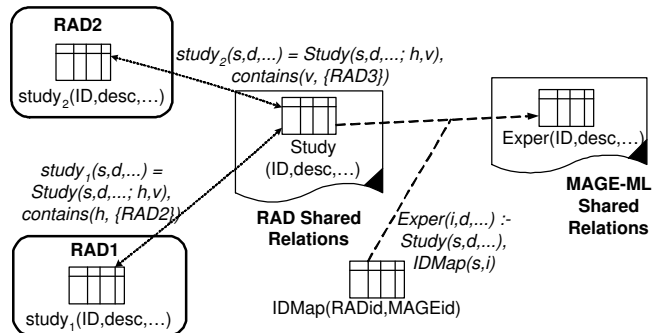 RAD2
study₂(ID,desc,…)
study₂(s,d,...) = Study(s,d,...; h,v),
contains(v, {RAD3})
Study
(ID,desc,…)
Exper(ID,desc,…)
study₁(s,d,...) =
Study(s,d,...; h,v),
contains(h, {RAD2})
RAD Shared
Relations
MAGE-ML
Shared
Relations
Exper(i,d,...) :-
Study(s,d,...),
IDMap(s,i)
RAD1
study₁(ID,desc,…)
IDMap(RADid,MAGEid)